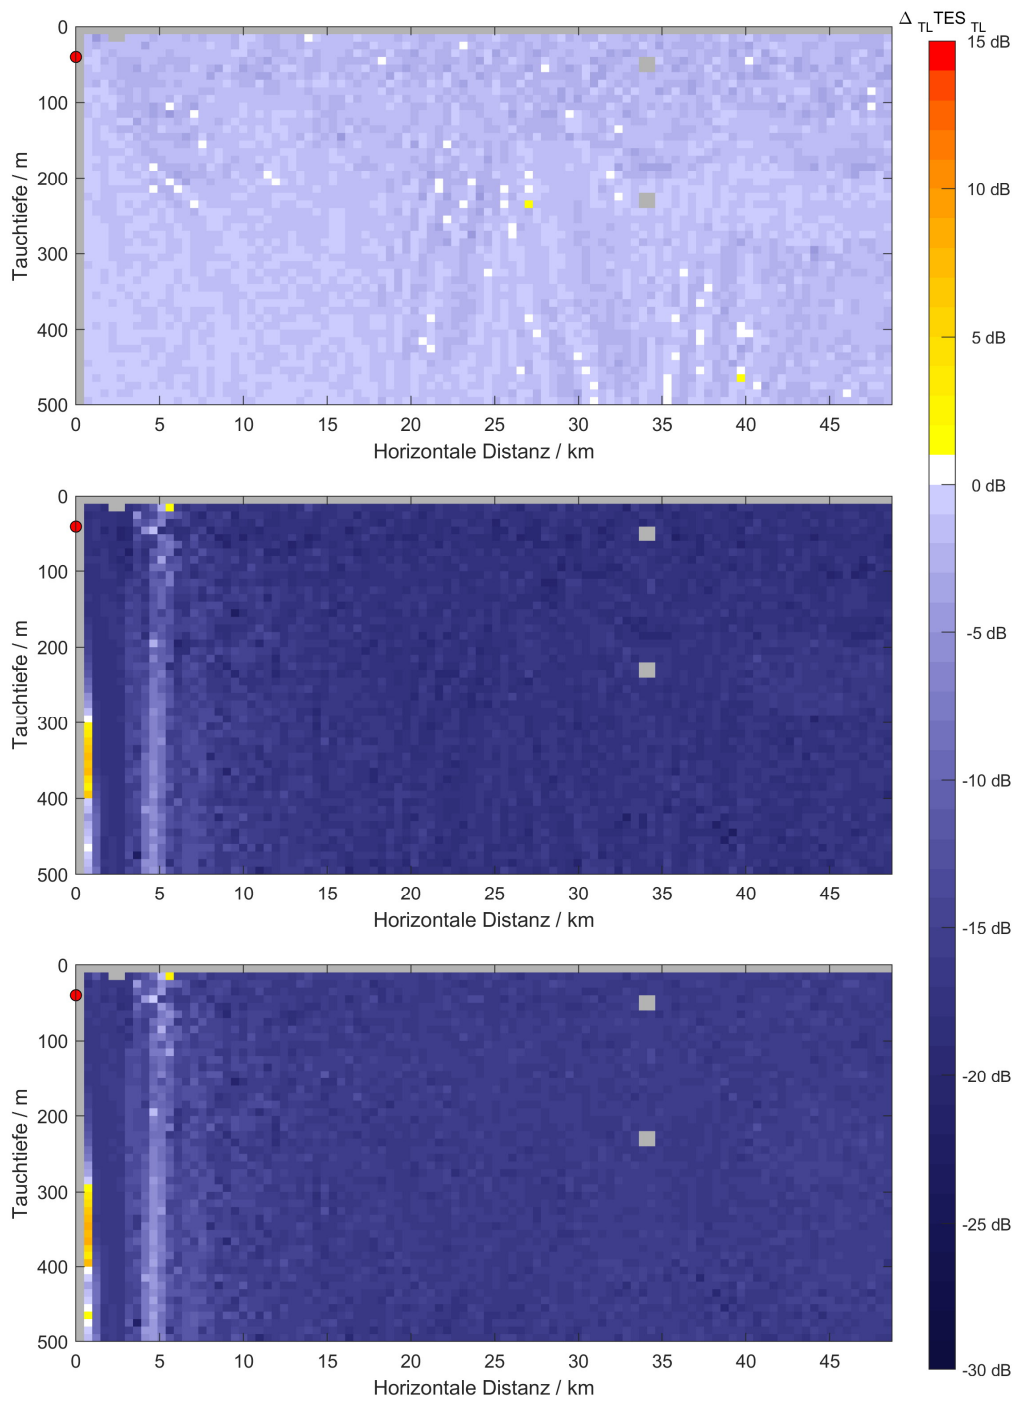 Δ TL TES TL
0
100
200
300
400
500
Tauchtiefe / m
0 5 10 15 20 25 30 35 40 45
Horizontale Distanz / km
0
100
200
300
400
500
Tauchtiefe / m
0 5 10 15 20 25 30 35 40 45
Horizontale Distanz / km
0
100
200
300
400
500
Tauchtiefe / m
0 5 10 15 20 25 30 35 40 45
Horizontale Distanz / km
15 dB
10 dB
5 dB
0 dB
-5 dB
-10 dB
-15 dB
-20 dB
-25 dB
-30 dB